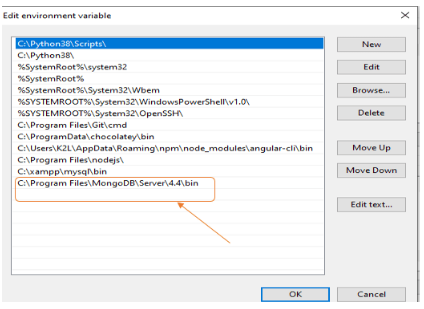 Edit environment variable
C:\Python38\Scripts\
C:\Python38\
%SystemRoot%\system32
%SystemRoot%
%SystemRoot%\System32\Wbem
%SYSTEMROOT%\System32\WindowsPowerShell\v1.0\
%SYSTEMROOT%\System32\OpenSSH\
C:\Program Files\Git\cmd
C:\ProgramData\chocolatey\bin
C:\Users\K2L\AppData\Roaming\npm\node_modules\angular-cli\bin
C:\Program Files\nodejs\
C:\xampp\mysql\bin
C:\Program Files\MongoDB\Server\4.4\bin
New
Edit
Browse...
Delete
Move Up
Move Down
Edit text...
OK
Cancel